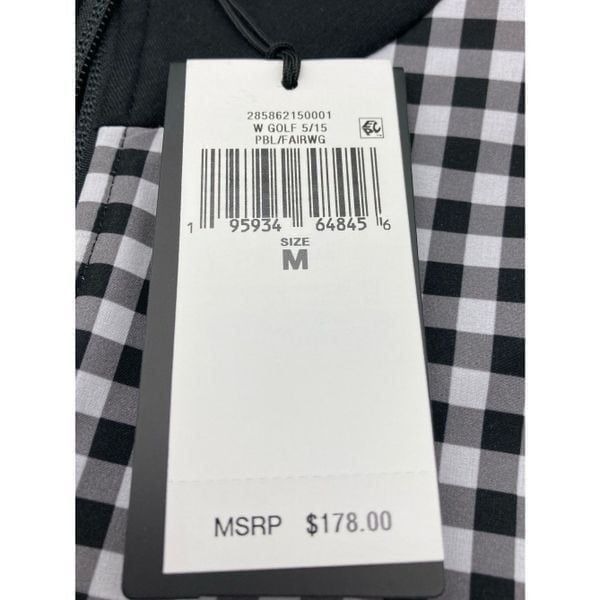 285862150001
W GOLF 5/15
PBL/FAIRWG
1 95934 64845 6
SIZE
M
MSRP $178.00